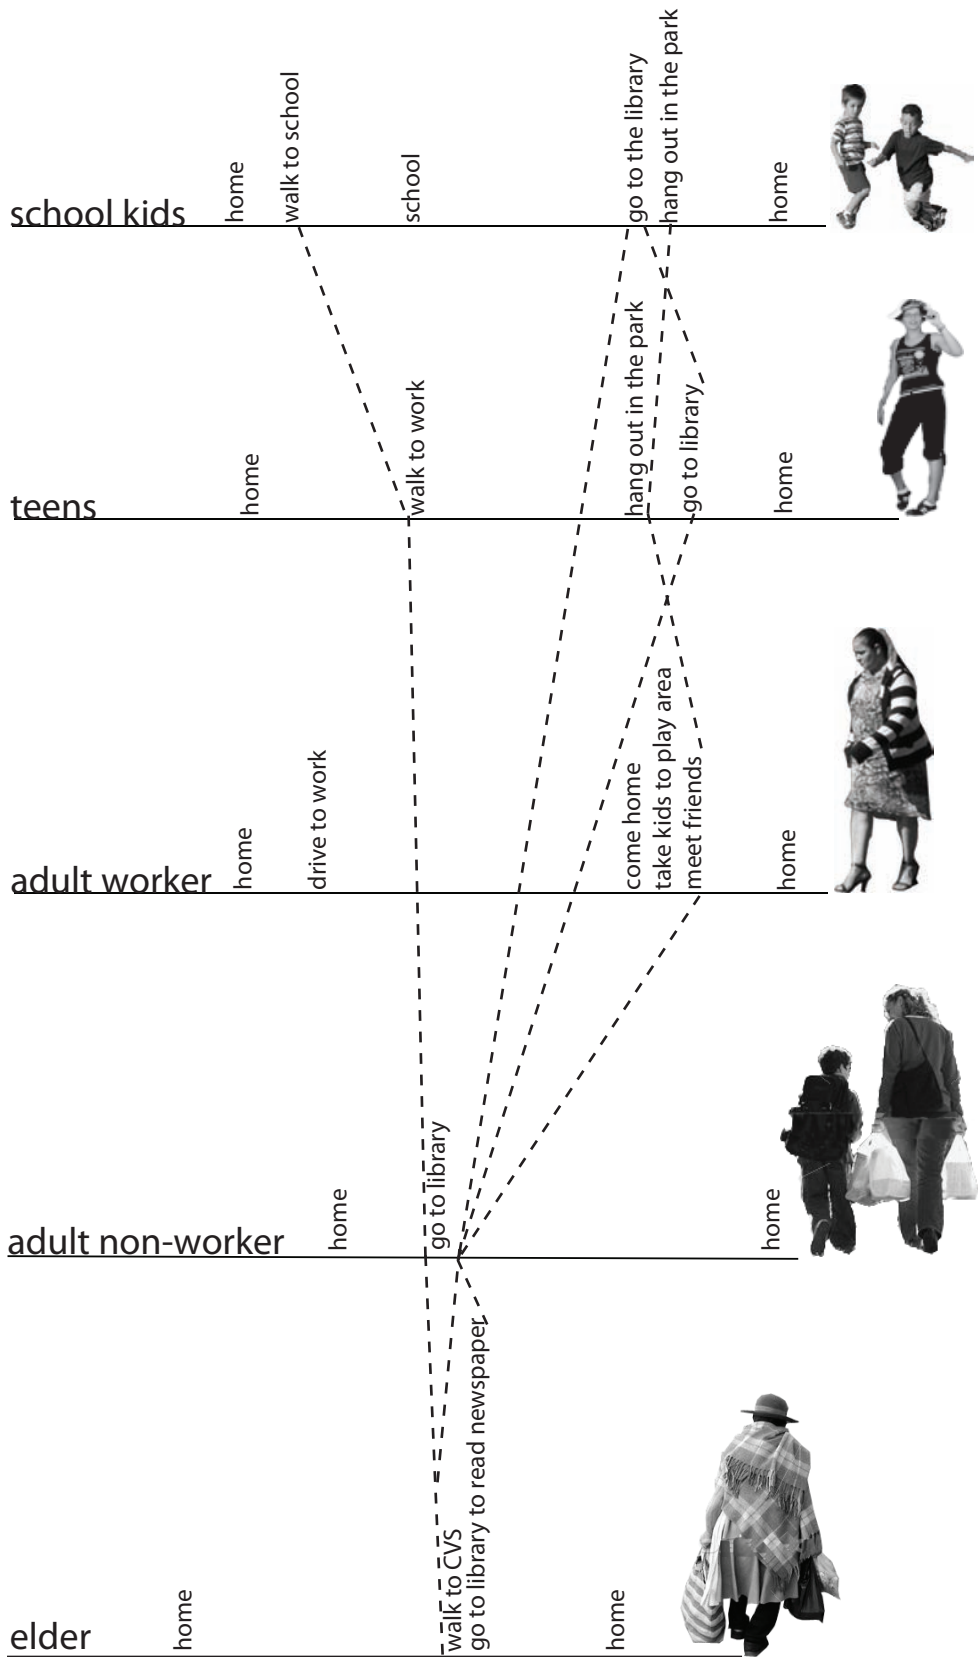 school kids
home
walk to school
school
go to the library
hang out in the park
home
teens
home
walk to work
hang out in the park
go to library
home
adult worker
home
drive to work
come home
take kids to play area
meet friends
home
adult non-worker
home
go to library
home
elder
home
walk to CVS
go to library to read newspaper
home